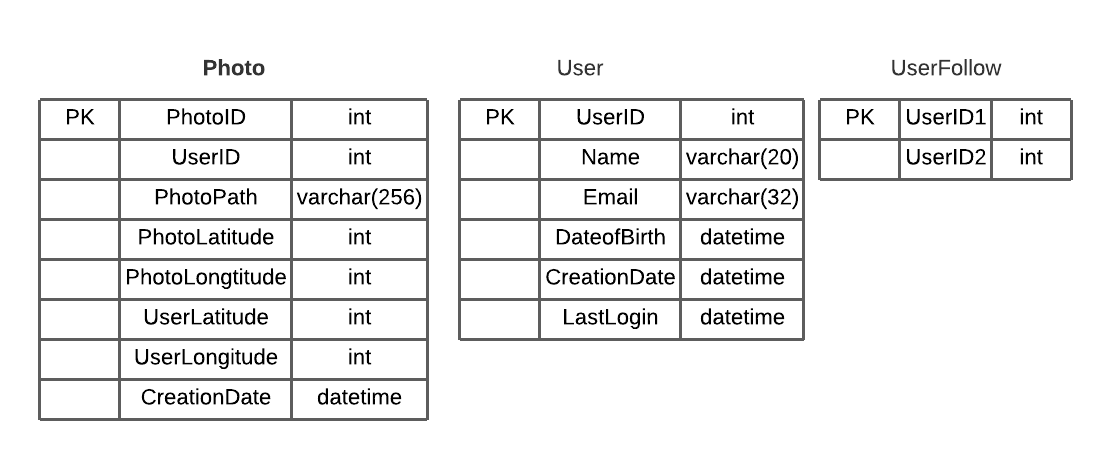 Photo
PK PhotoID int
UserID int
PhotoPath varchar(256)
PhotoLatitude int
PhotoLongtitude int
UserLatitude int
UserLongitude int
CreationDate datetime
User
PK UserID int
Name varchar(20)
Email varchar(32)
DateofBirth datetime
CreationDate datetime
LastLogin datetime
UserFollow
PK UserID1 int
UserID2 int